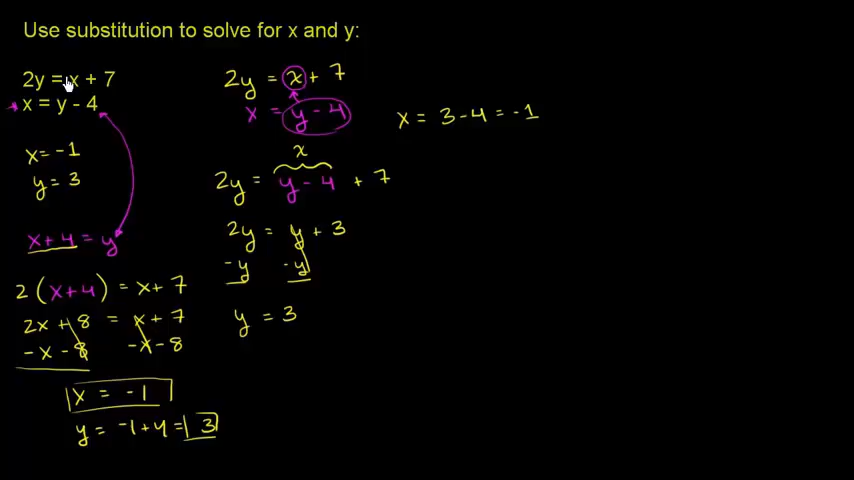 Use substitution to solve for x and y:
2y = x + 7
x = y - 4
x = -1
y = 3
x + 4 = y
2 (x+4) = x + 7
2x + 8 = x + 7
-x - 8 -x - 8
x = -1
y = -1 + 4 = 3
2y = x + 7
x = y - 4
x
2y = y - 4 + 7
2y = y + 3
-y -y
y = 3
x = 3 - 4 = -1